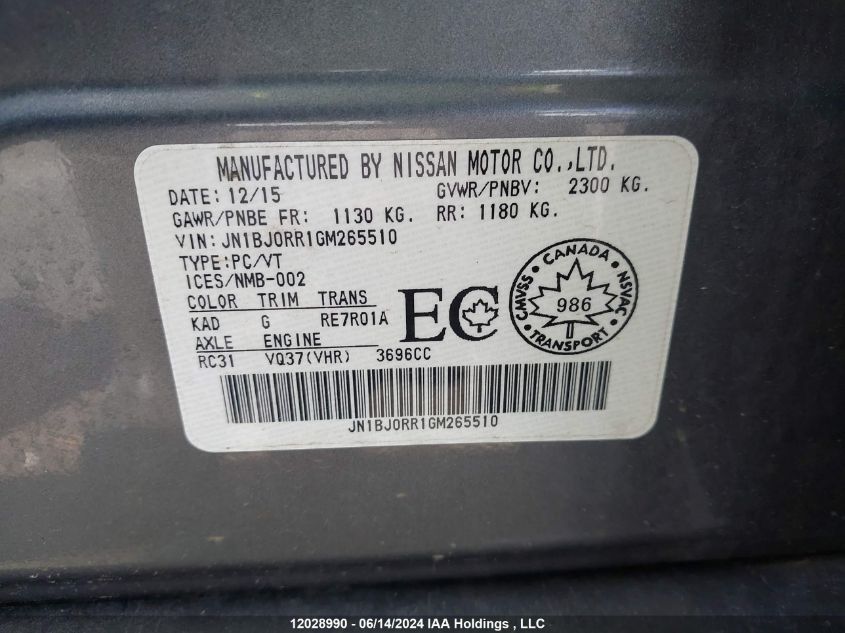 MANUFACTURED BY NISSAN MOTOR CO.,LTD.
DATE: 12/15 GVWR/PNBV: 2300 KG.
GAWR/PNBE FR: 1130 KG. RR: 1180 KG.
VIN: JN1BJ0RR1GM265510
TYPE:PC/VT
ICES/NMB-002
COLOR TRIM TRANS
KAD G RE7R01A
AXLE ENGINE
RC31 VQ37(VHR) 3696CC
EC
CANADA
CMVSS 986 NSVAC
TRANSPORT
JN1BJ0RR1GM265510
12028990 - 06/14/2024 IAA Holdings , LLC